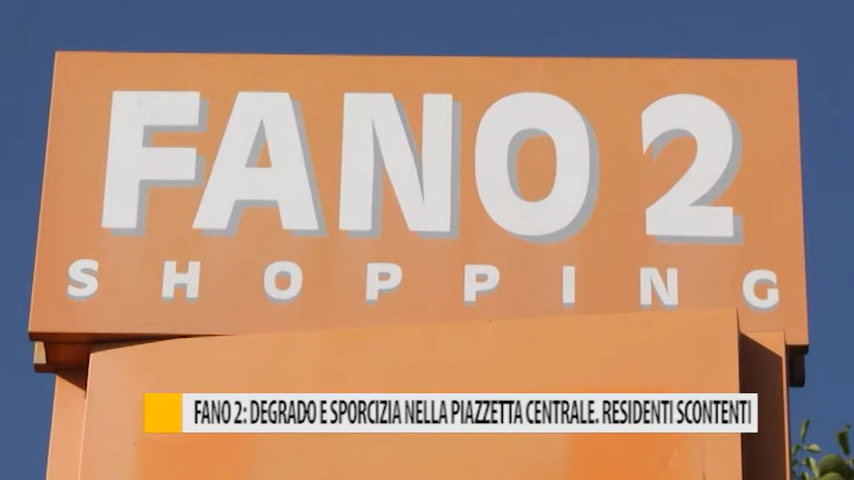 FANO 2
SHOPPING
FANO 2: DEGRADO E SPORCIZIA NELLA PIAZZETTA CENTRALE. RESIDENTI SCONTENTI